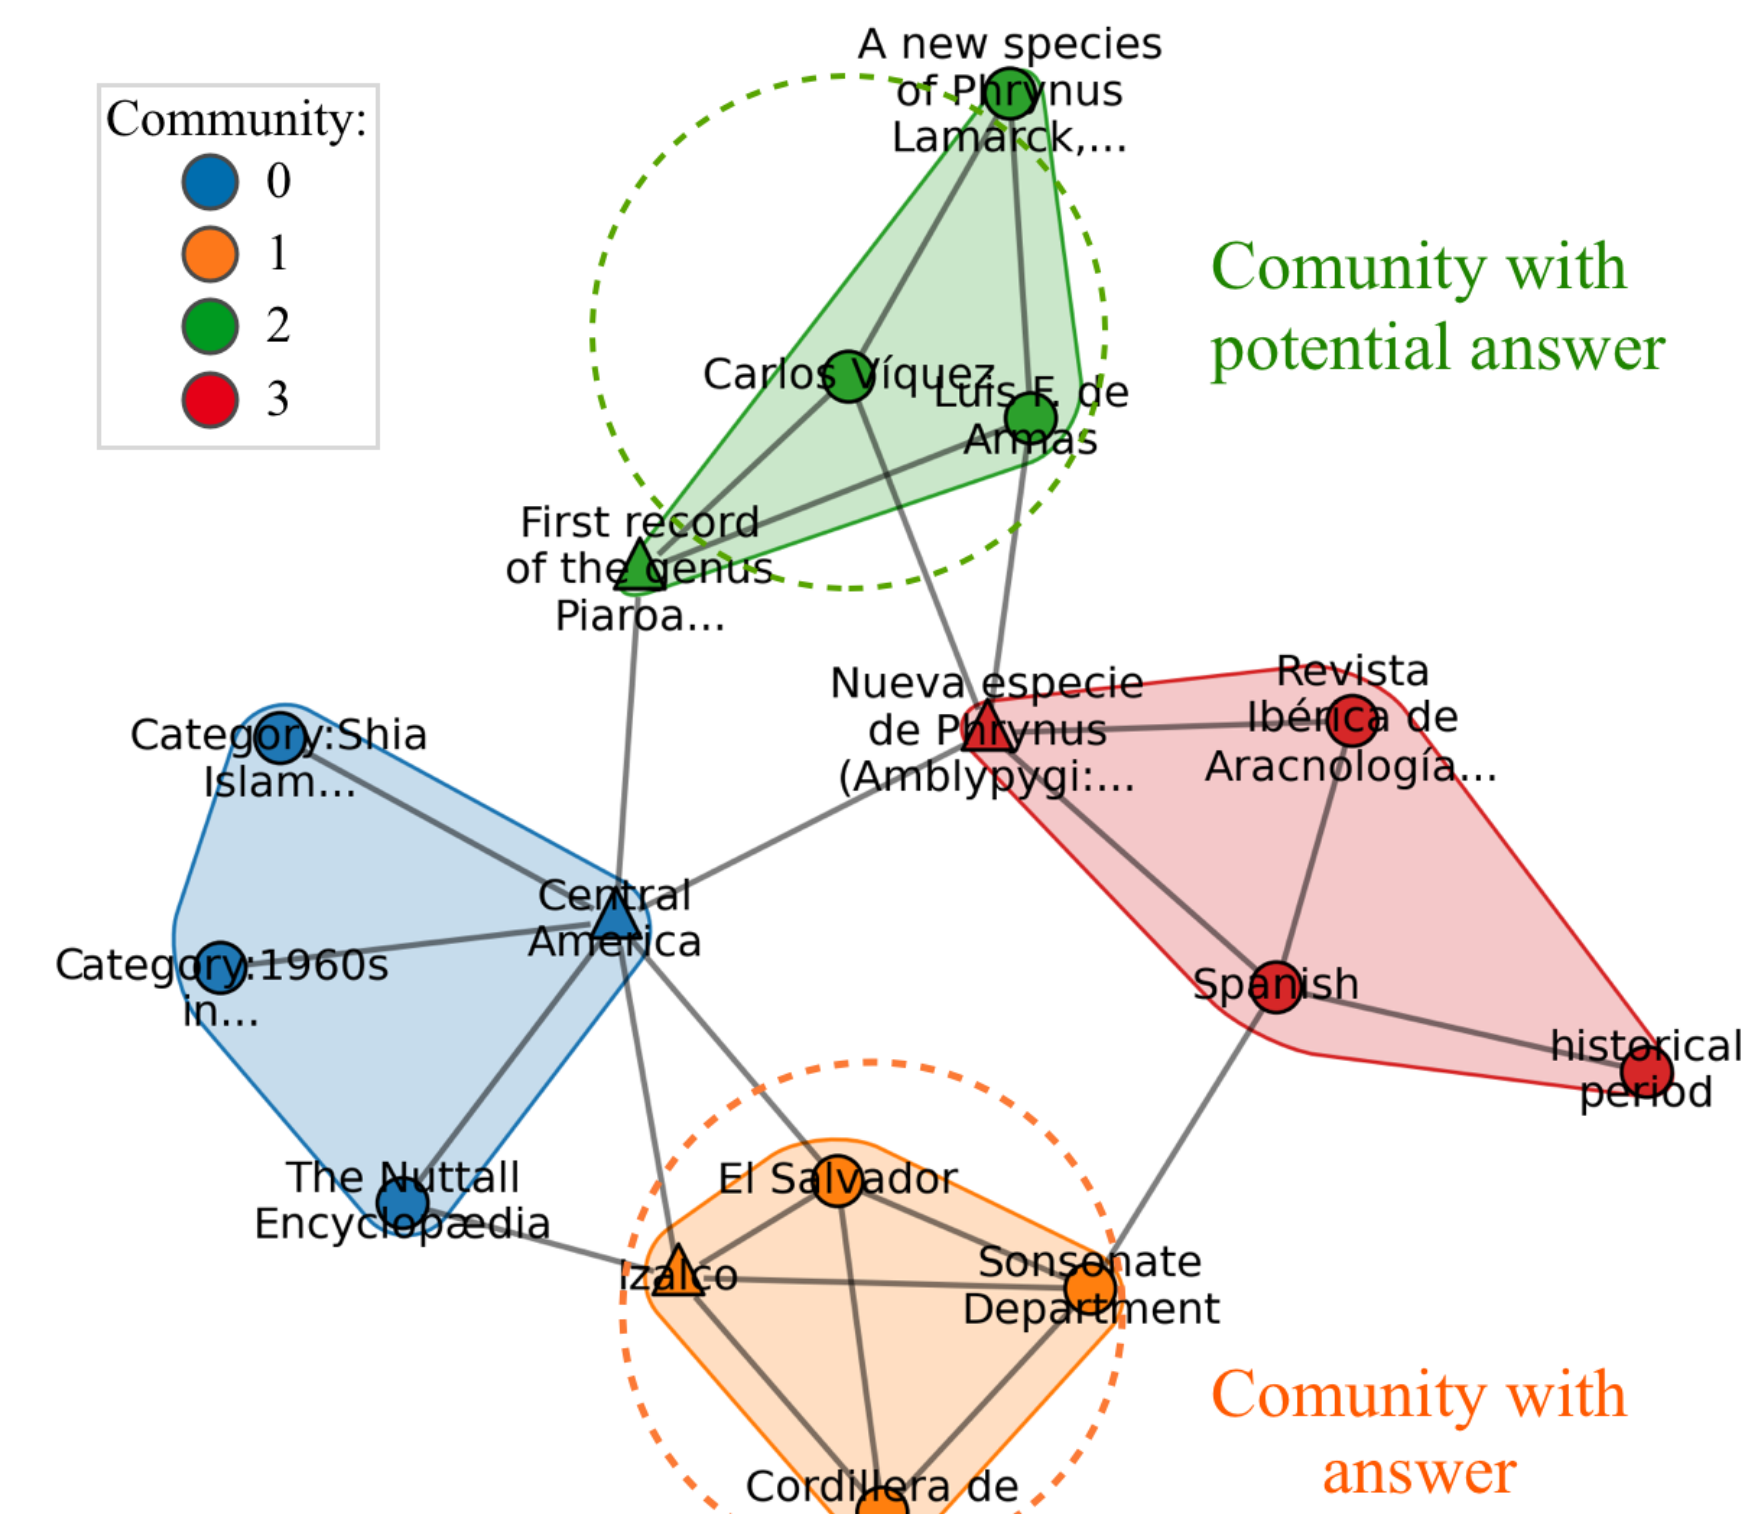 Community:
0
1
2
3
A new species
of Phrynus
Lamarck,...
Comunity with
potential answer
Carlos Víquez
Luis F. de
Armas
First record
of the genus
Piaroa...
Nueva especie
de Phrynus
(Amblypygi:...
Revista
Ibérica de
Aracnología...
Category:Shia
Islam...
Central
America
Category:1960s
in...
Spanish
historical
period
The Nuttall
Encyclopædia
El Salvador
Izalco
Sonsonate
Department
Comunity with
answer
Cordillera de